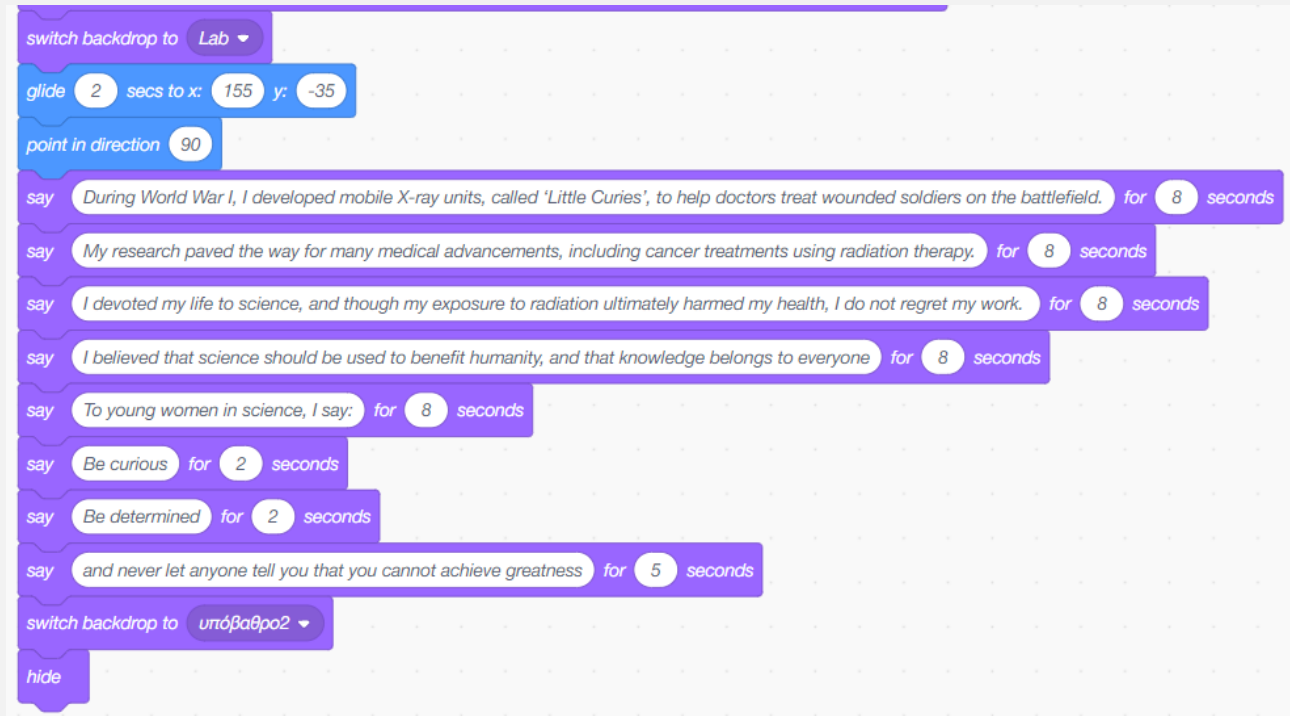 switch backdrop to Lab
glide 2 secs to x: 155 y: -35
point in direction 90
say During World War I, I developed mobile X-ray units, called ‘Little Curies’, to help doctors treat wounded soldiers on the battlefield. for 8 seconds
say My research paved the way for many medical advancements, including cancer treatments using radiation therapy. for 8 seconds
say I devoted my life to science, and though my exposure to radiation ultimately harmed my health, I do not regret my work. for 8 seconds
say I believed that science should be used to benefit humanity, and that knowledge belongs to everyone for 8 seconds
say To young women in science, I say: for 8 seconds
say Be curious for 2 seconds
say Be determined for 2 seconds
say and never let anyone tell you that you cannot achieve greatness for 5 seconds
switch backdrop to υπόβαθρο2
hide